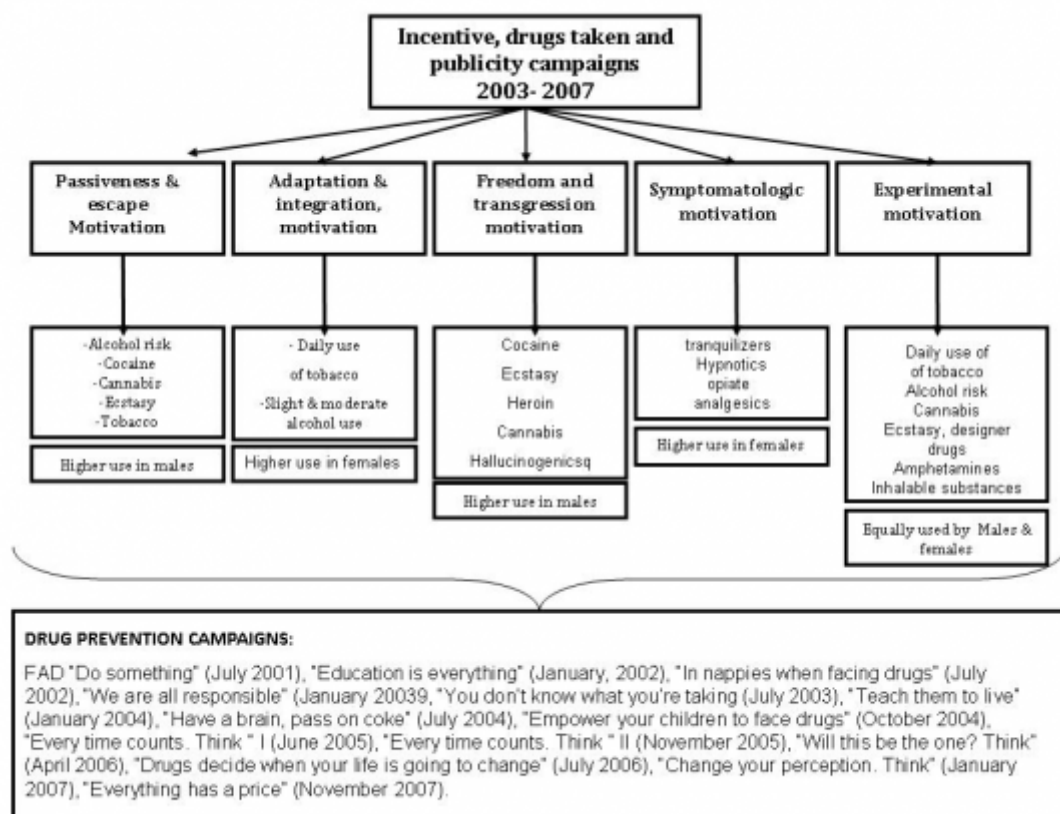 Incentive, drugs taken and
publicity campaigns
2003- 2007
Passiveness &
escape
Motivation
Adaptation &
integration,
motivation
Freedom and
transgression
motivation
Symptomatologic
motivation
Experimental
motivation
-Alcohol risk
-Cocaine
-Cannabis
-Ecstasy
-Tobacco
Higher use in males
- Daily use
of tobacco
-Slight & moderate
alcohol use
Higher use in females
Cocaine
Ecstasy
Heroin
Cannabis
Hallucinogenicsq
Higher use in males
tranquilizers
Hypnotics
opiate
analgesics
Higher use in females
Daily use of
of tobacco
Alcohol risk
Cannabis
Ecstasy, designer
drugs
Amphetamines
Inhalable substances
Equally used by Males &
females
DRUG PREVENTION CAMPAIGNS:
FAD "Do something" (July 2001), "Education is everything" (January, 2002), "In nappies when facing drugs" (July
2002), "We are all responsible" (January 20039, "You don't know what you're taking (July 2003), "Teach them to live"
(January 2004), "Have a brain, pass on coke" (July 2004), "Empower your children to face drugs" (October 2004),
"Every time counts. Think " I (June 2005), "Every time counts. Think " II (November 2005), "Will this be the one? Think"
(April 2006), "Drugs decide when your life is going to change" (July 2006), "Change your perception. Think" (January
2007), "Everything has a price" (November 2007).